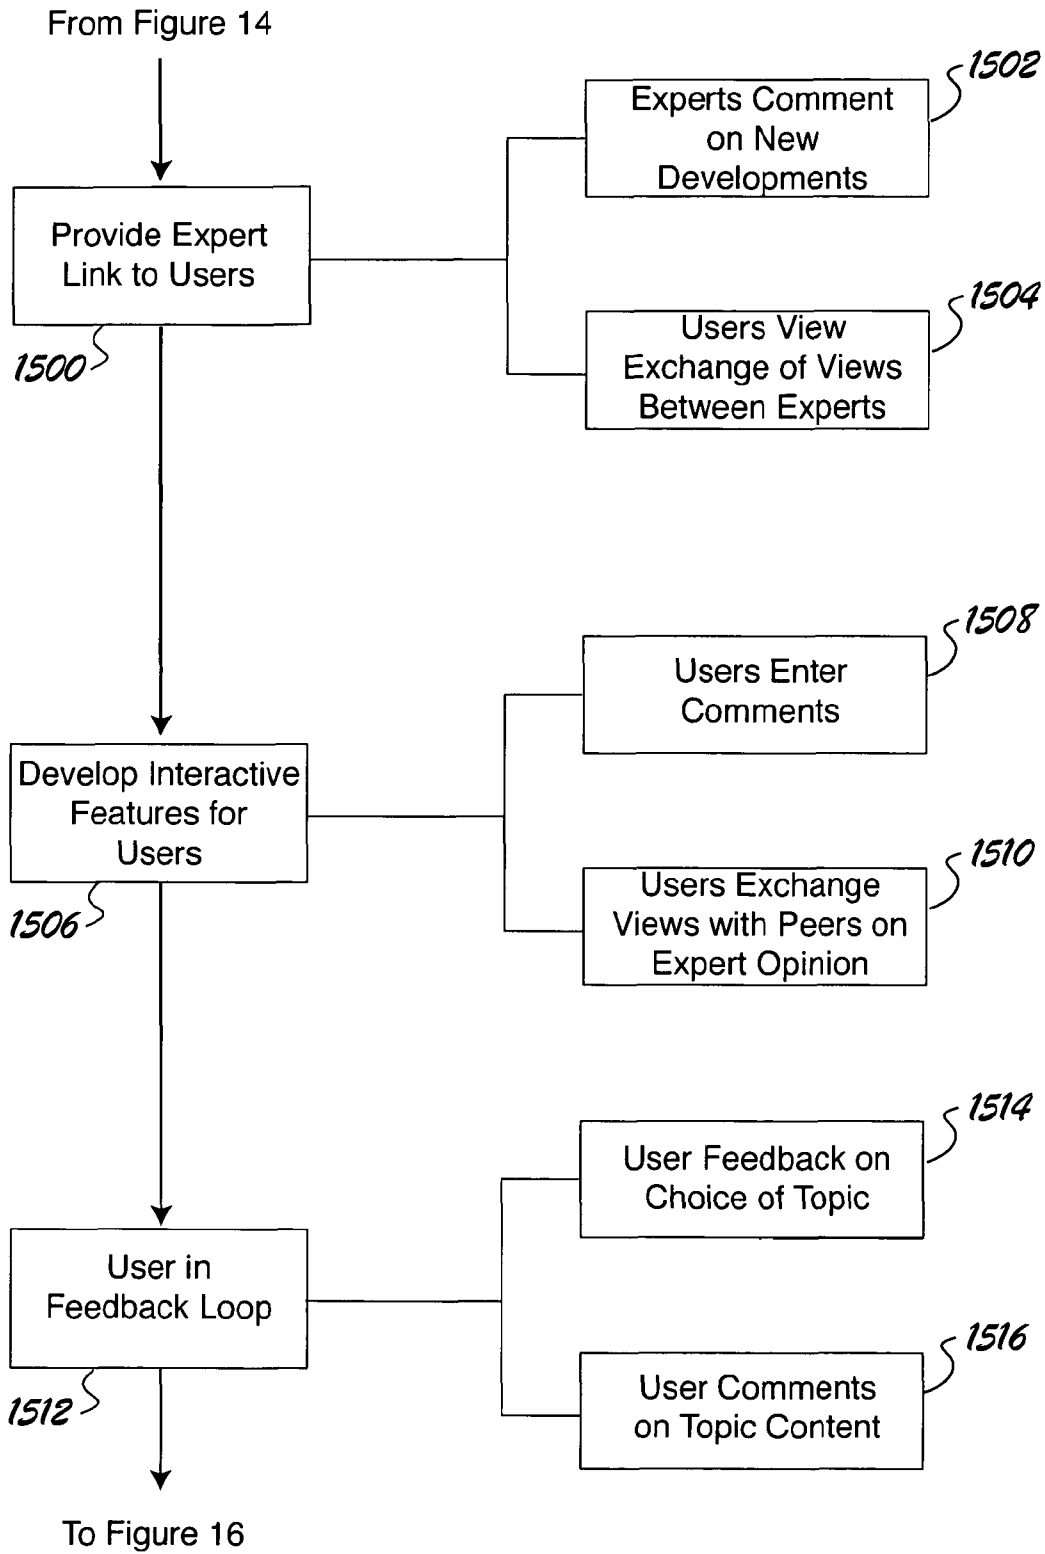 From Figure 14
1502
Experts Comment
on New
Developments
Provide Expert
Link to Users
1500
1504
Users View
Exchange of Views
Between Experts
1508
Users Enter
Comments
Develop Interactive
Features for
Users
1506
1510
Users Exchange
Views with Peers on
Expert Opinion
1514
User Feedback on
Choice of Topic
User in
Feedback Loop
1512
1516
User Comments
on Topic Content
To Figure 16